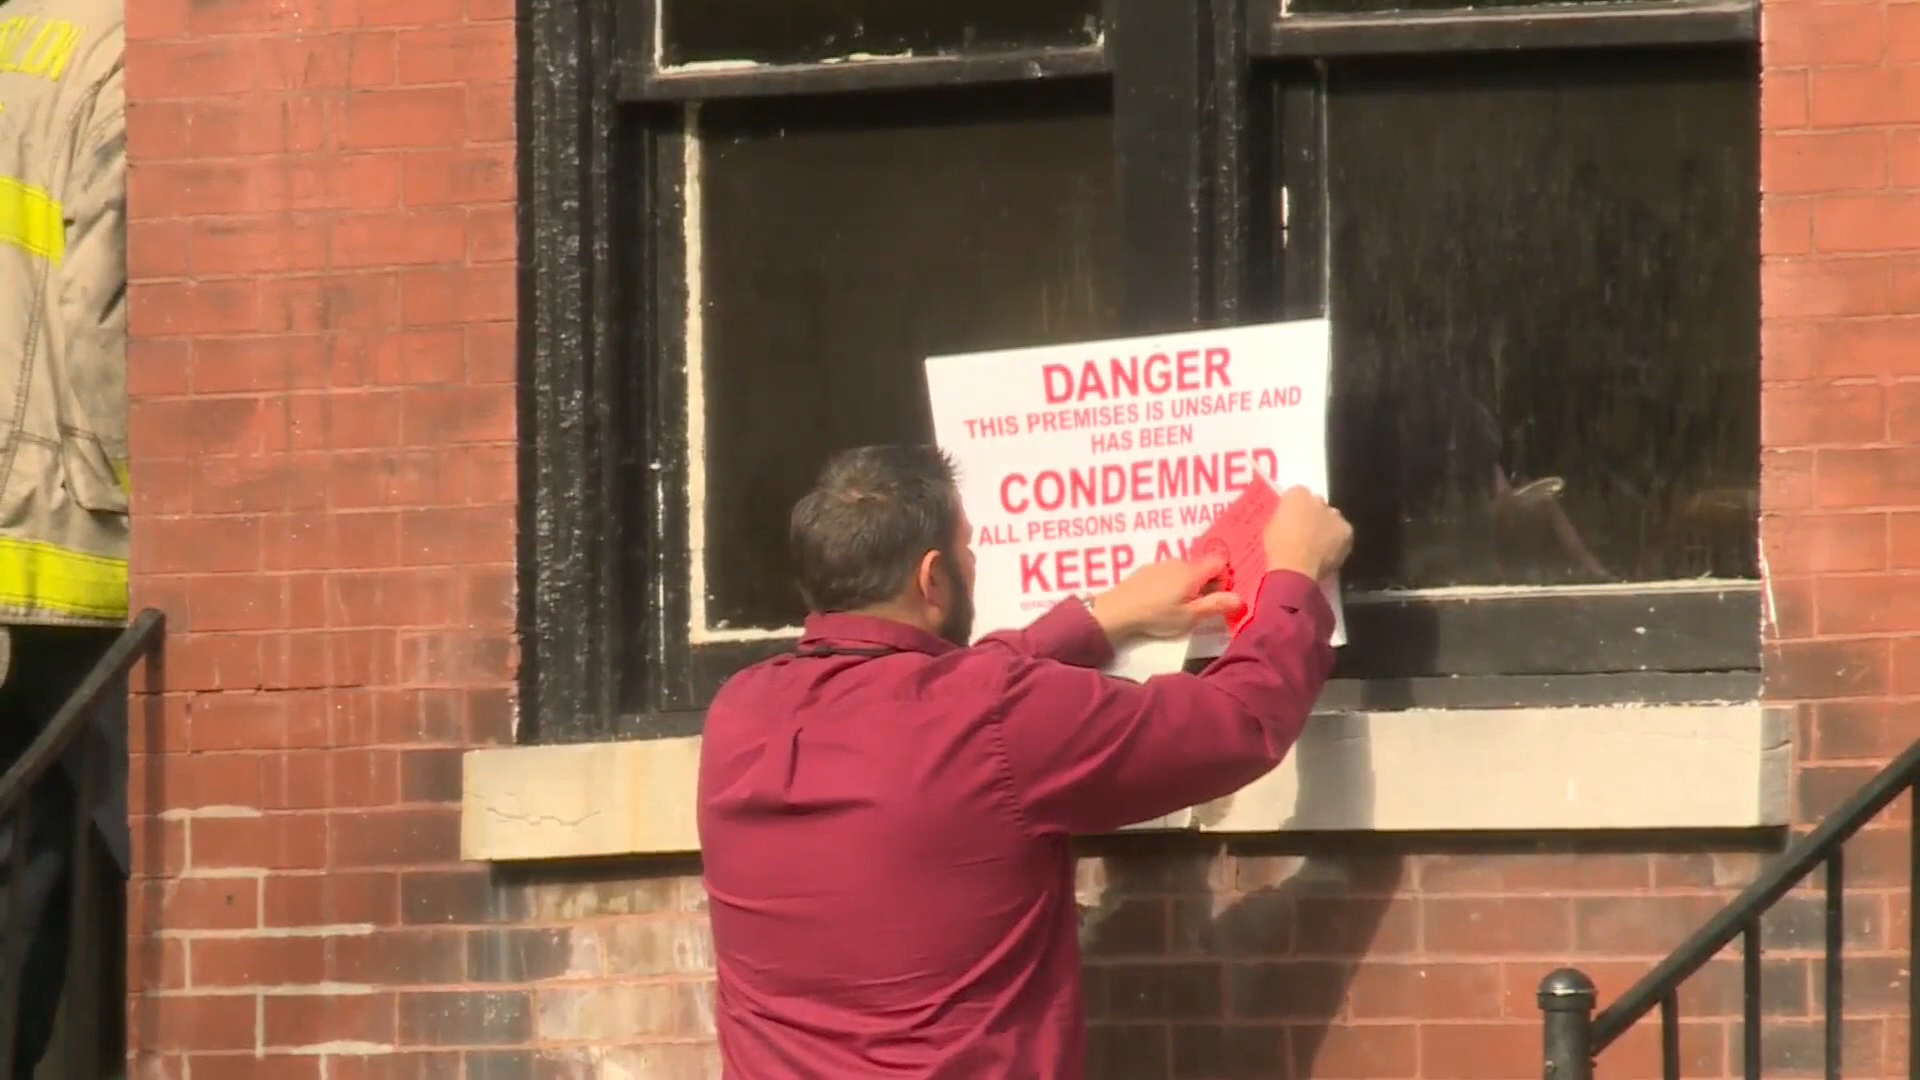 DANGER
THIS PREMISES IS UNSAFE AND
HAS BEEN
CONDEMNED
ALL PERSONS ARE
KEEP